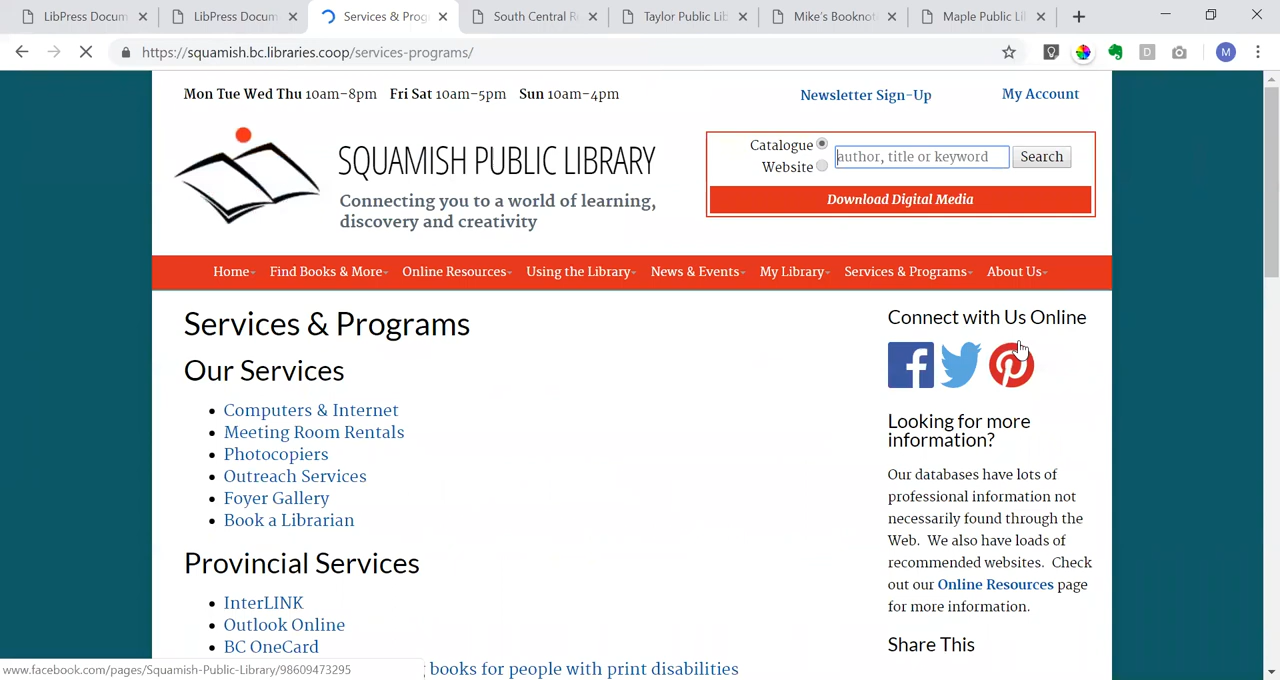 LibPress Docum
LibPress Docum
Services & Prog
South Central R
Taylor Public Lib
Mike's Booknot
Maple Public Li
https://squamish.bc.libraries.coop/services-programs/
D
M
Mon Tue Wed Thu 10am–8pm Fri Sat 10am–5pm Sun 10am–4pm
Newsletter Sign-Up
My Account
SQUAMISH PUBLIC LIBRARY
Connecting you to a world of learning,
discovery and creativity
Catalogue
Website
author, title or keyword
Search
Download Digital Media
Home
Find Books & More
Online Resources
Using the Library
News & Events
My Library
Services & Programs
About Us
Services & Programs
Our Services
Computers & Internet
Meeting Room Rentals
Photocopiers
Outreach Services
Foyer Gallery
Book a Librarian
Provincial Services
InterLINK
Outlook Online
BC OneCard
books for people with print disabilities
Connect with Us Online
Looking for more
information?
Our databases have lots of
professional information not
necessarily found through the
Web. We also have loads of
recommended websites. Check
out our Online Resources page
for more information.
Share This
www.facebook.com/pages/Squamish-Public-Library/98609473295